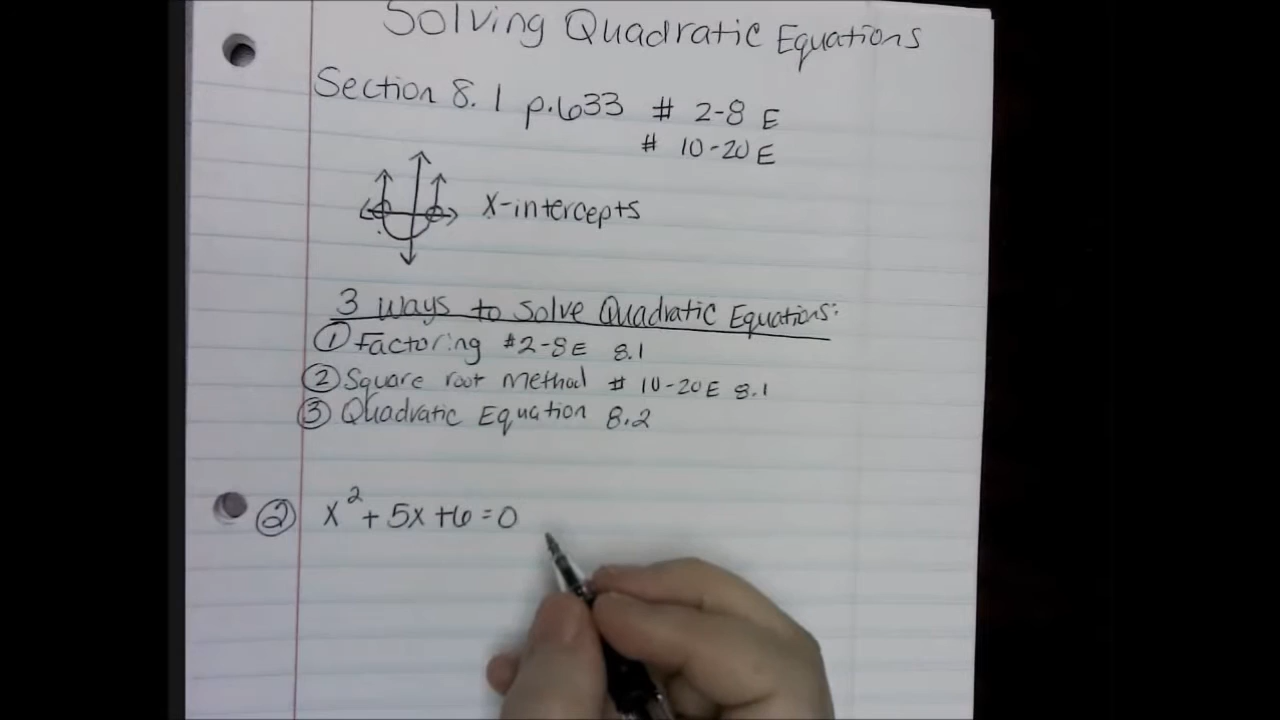 Solving Quadratic Equations
Section 8.1 p.633 # 2-8 E
# 10-20 E
X-intercepts
3 Ways to Solve Quadratic Equations:
① Factoring #2-8E 8.1
② Square root method # 10-20E 8.1
③ Quadratic Equation 8.2
② x² + 5x + 6 = 0